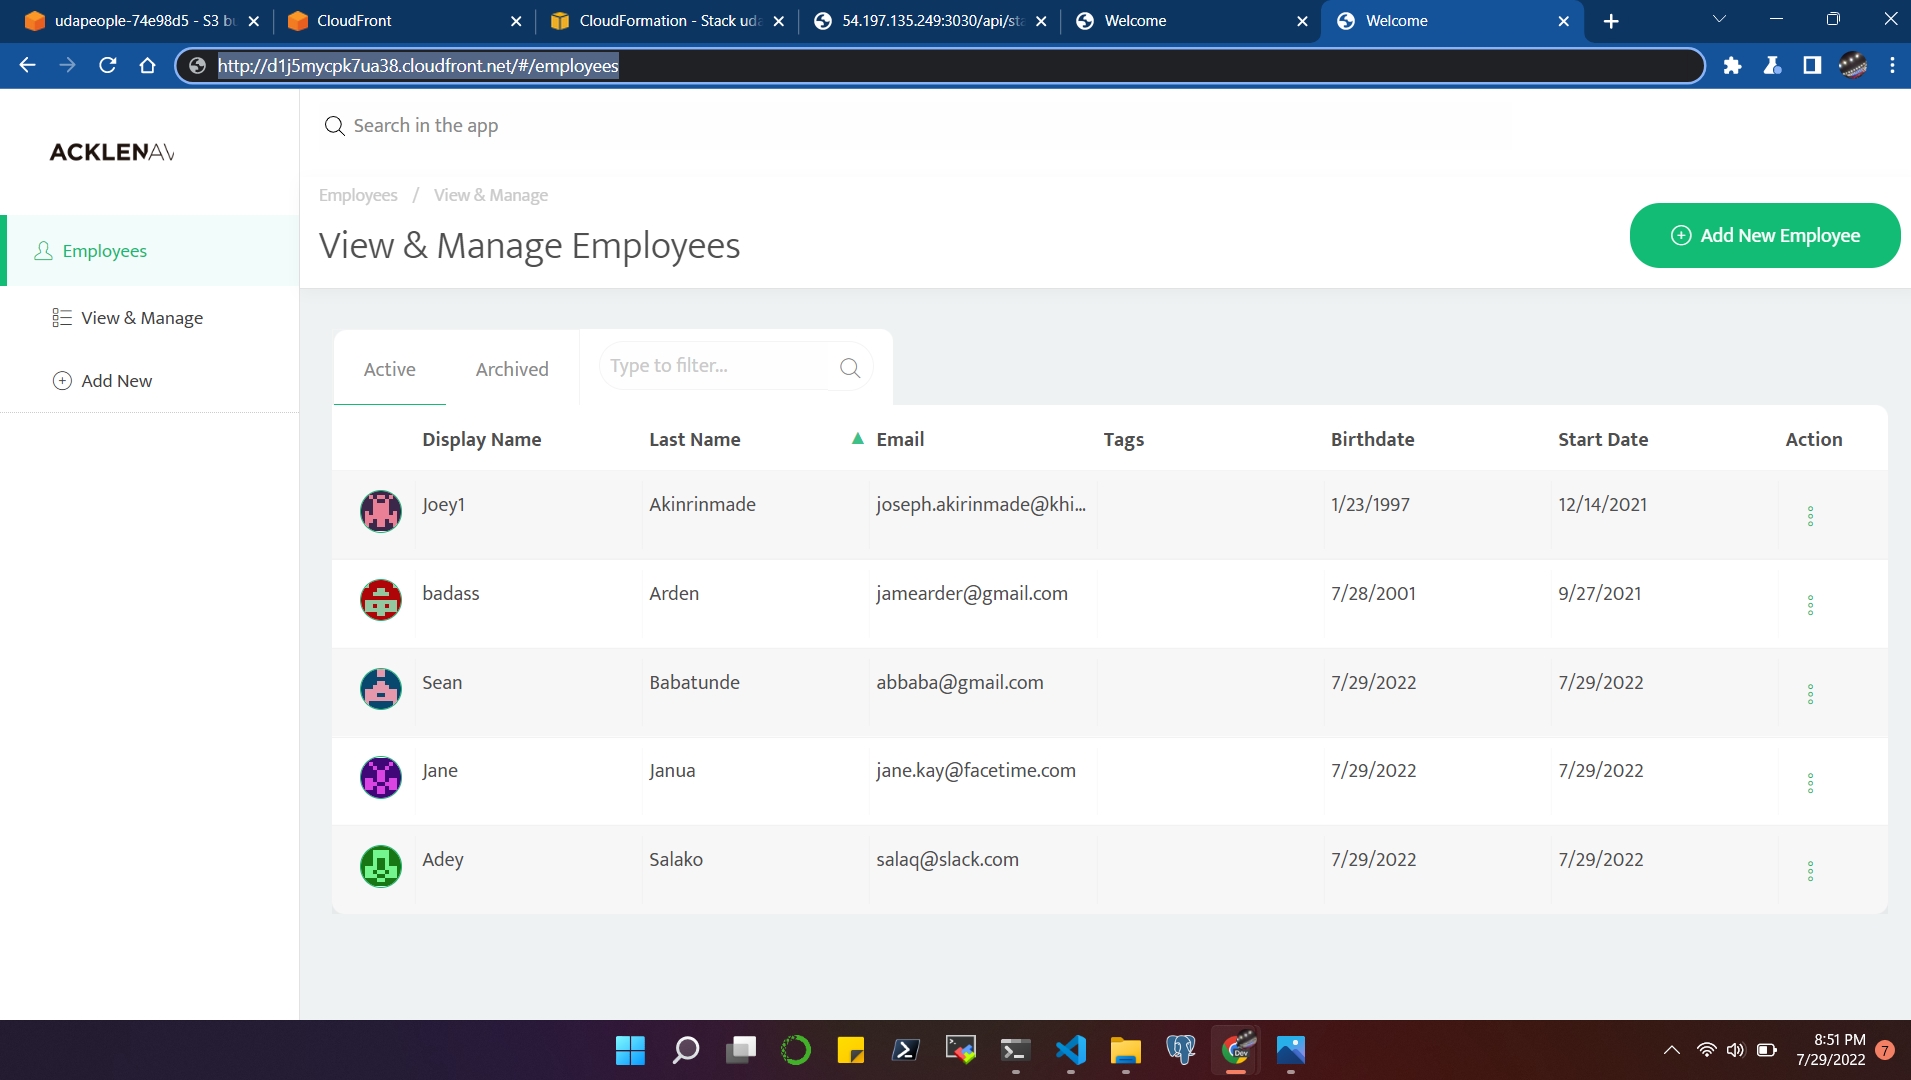 udapeople-74e98d5 - S3 bu
CloudFront
CloudFormation - Stack uda
54.197.135.249:3030/api/sta
Welcome
Welcome
http://d1j5mycpk7ua38.cloudfront.net/#/employees
ACKLENAV
Search in the app
Employees / View & Manage
View & Manage Employees
Add New Employee
Employees
View & Manage
Add New
Active
Archived
Type to filter...
Display Name Last Name ▲ Email Tags Birthdate Start Date Action
Joey1 Akinrinmade joseph.akirinmade@khi... 1/23/1997 12/14/2021
badass Arden jamearder@gmail.com 7/28/2001 9/27/2021
Sean Babatunde abbaba@gmail.com 7/29/2022 7/29/2022
Jane Janua jane.kay@facetime.com 7/29/2022 7/29/2022
Adey Salako salaq@slack.com 7/29/2022 7/29/2022
Dev
8:51 PM
7/29/2022
7